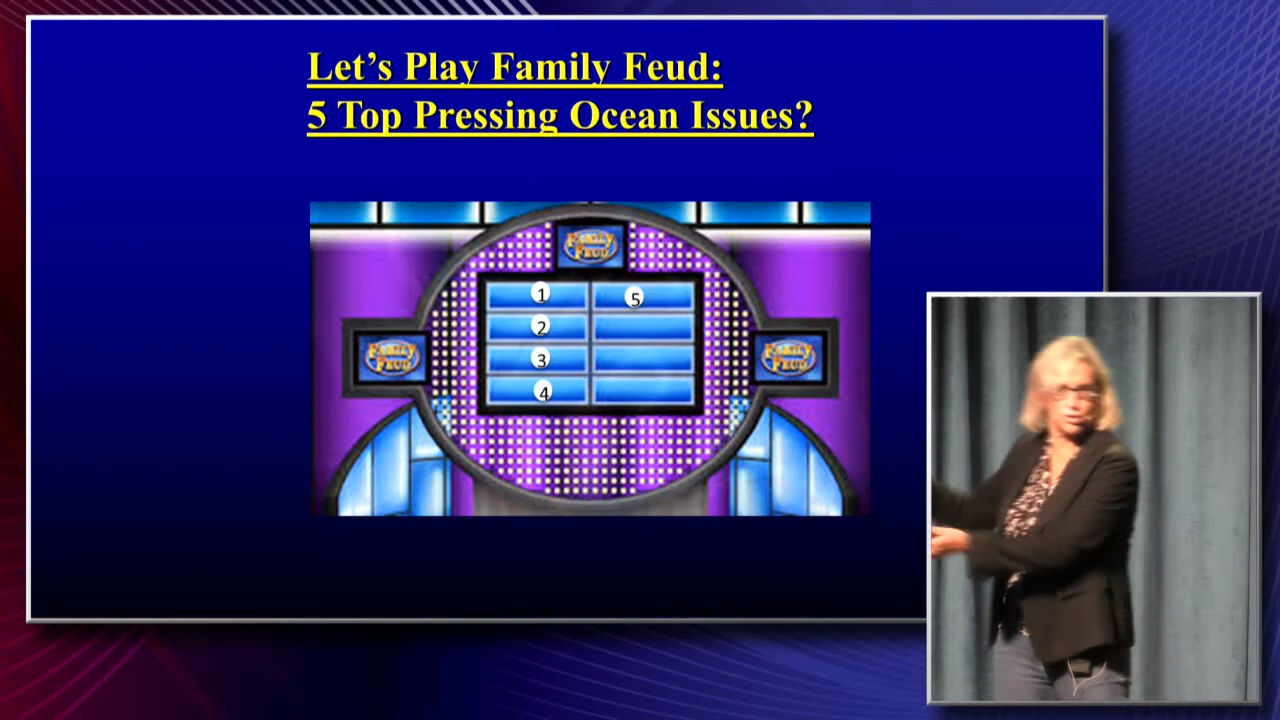 Let's Play Family Feud:
5 Top Pressing Ocean Issues?
FAMILY
FEUD
1
5
2
3
4
FAMILY
FEUD
FAMILY
FEUD